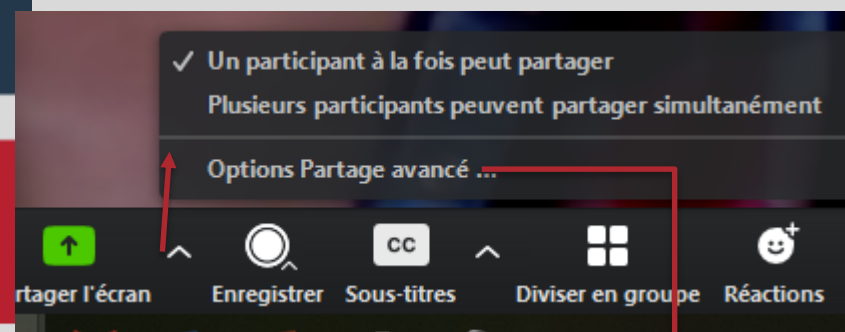 Un participant à la fois peut partager
Plusieurs participants peuvent partager simultanément
Options Partage avancé ...
rtager l'écran Enregistrer Sous-titres Diviser en groupe Réactions
CC